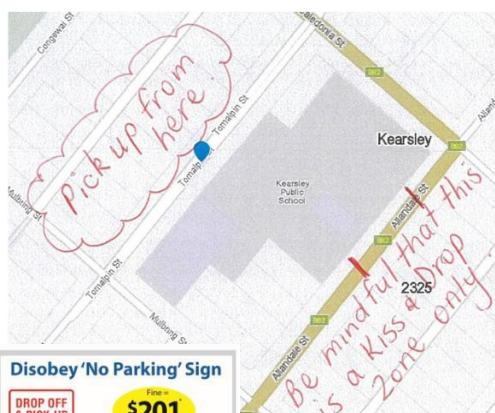 Congewai St
Caledonia St
Pick up from
here.
Tomalpin St
Tomalpin St
Kearsley
Kearsley
Public
School
Mulbring St
Tomalpin St
Mulbring St
Allandale St
2325
Allandale St
Be mindful that this
is a Kiss & Drop
Zone only.
Disobey 'No Parking' Sign
DROP OFF
& PICK UP
Fine =
$201